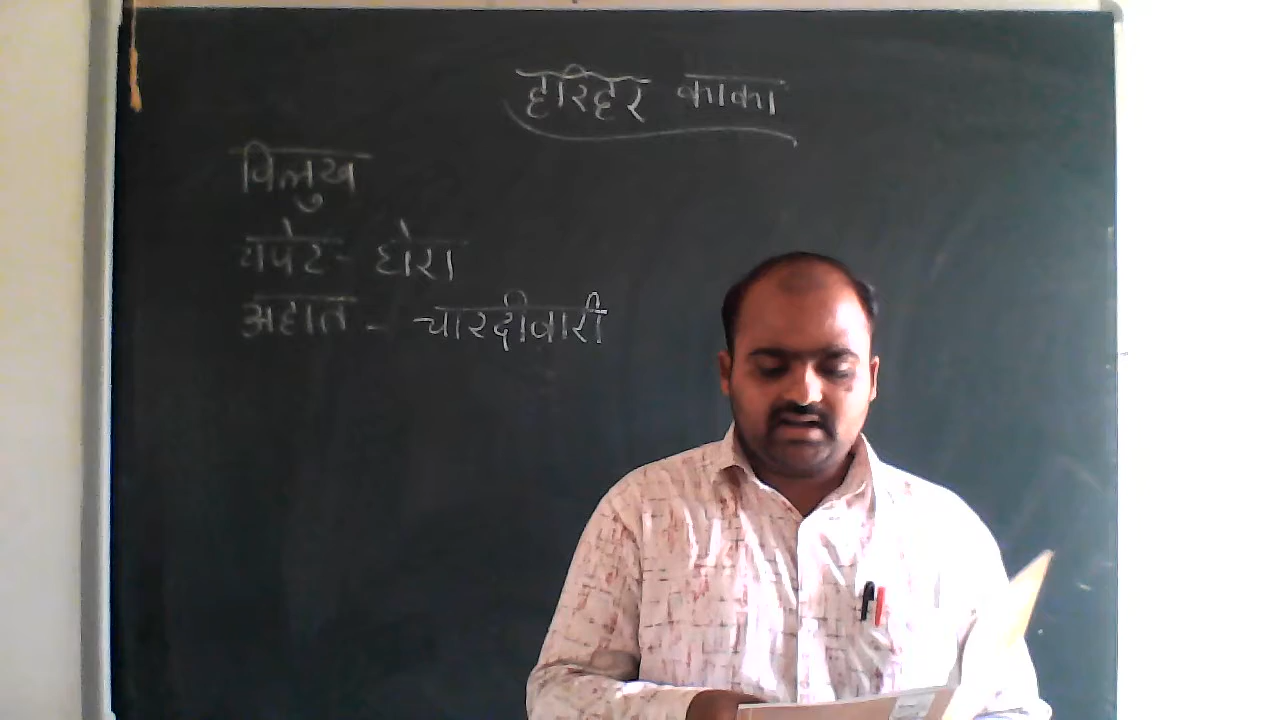 हरिहर काका
विलुख
चपेट - घेरा
अहात - चारदीवारी